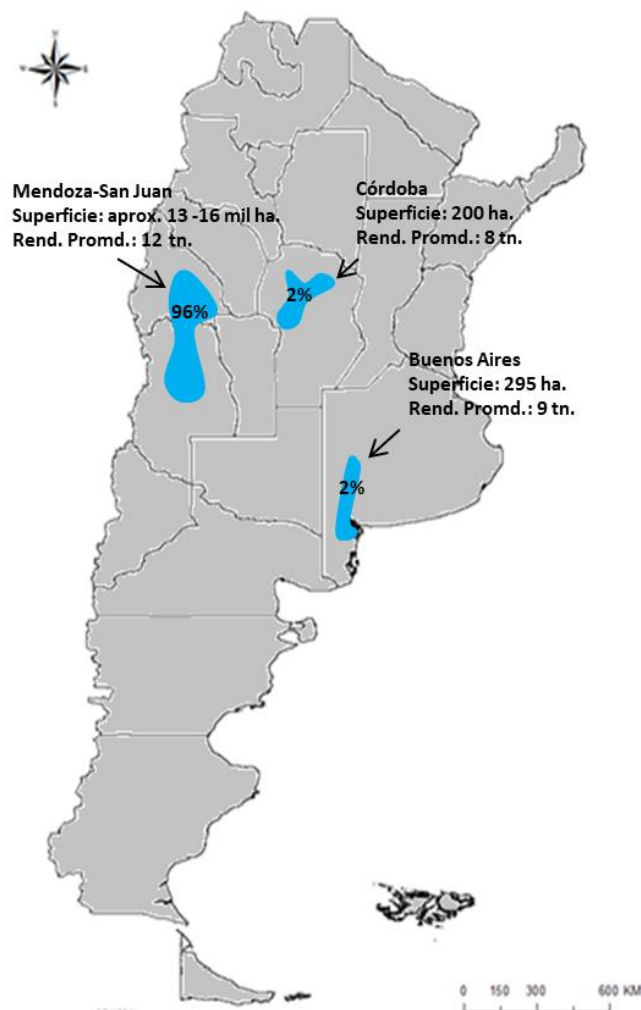 Mendoza-San Juan
Superficie: aprox. 13 -16 mil ha.
Rend. Promd.: 12 tn.
Córdoba
Superficie: 200 ha.
Rend. Promd.: 8 tn.
96%
2%
Buenos Aires
Superficie: 295 ha.
Rend. Promd.: 9 tn.
2%
0 150 300 600 KM